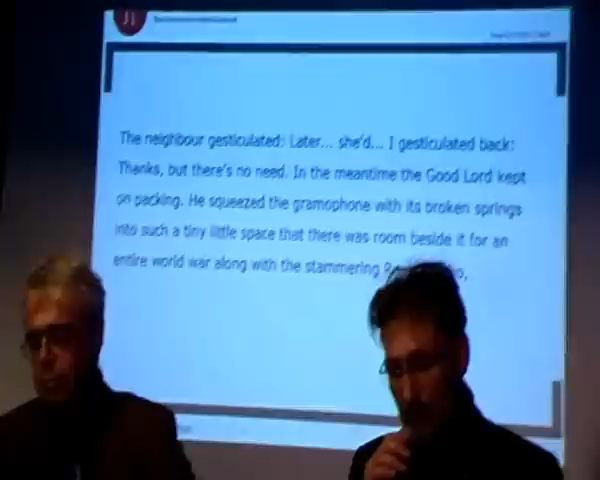 The neighbour gesticulated: Later... she'd... I gesticulated back:
Thanks, but there's no need. In the meantime the Good Lord kept
on packing. He squeezed the gramophone with its broken springs
into such a tiny little space that there was room beside it for an
entire world war along with the stammering